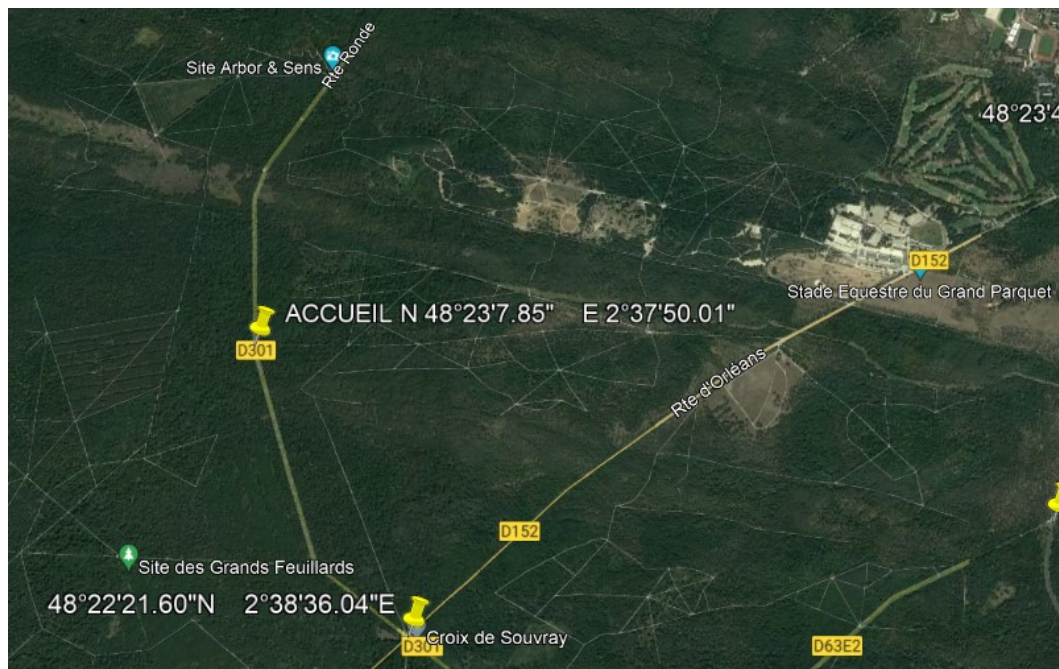 Rte Ronde
Site Arbor & Sens
48°23'4
D152
Stade Equestre du Grand Parquet
ACCUEIL N 48°23'7.85" E 2°37'50.01"
D301
Rte d'Orléans
D152
Site des Grands Feuillards
48°22'21.60"N 2°38'36.04"E
Croix de Souvray
D301
D63E2